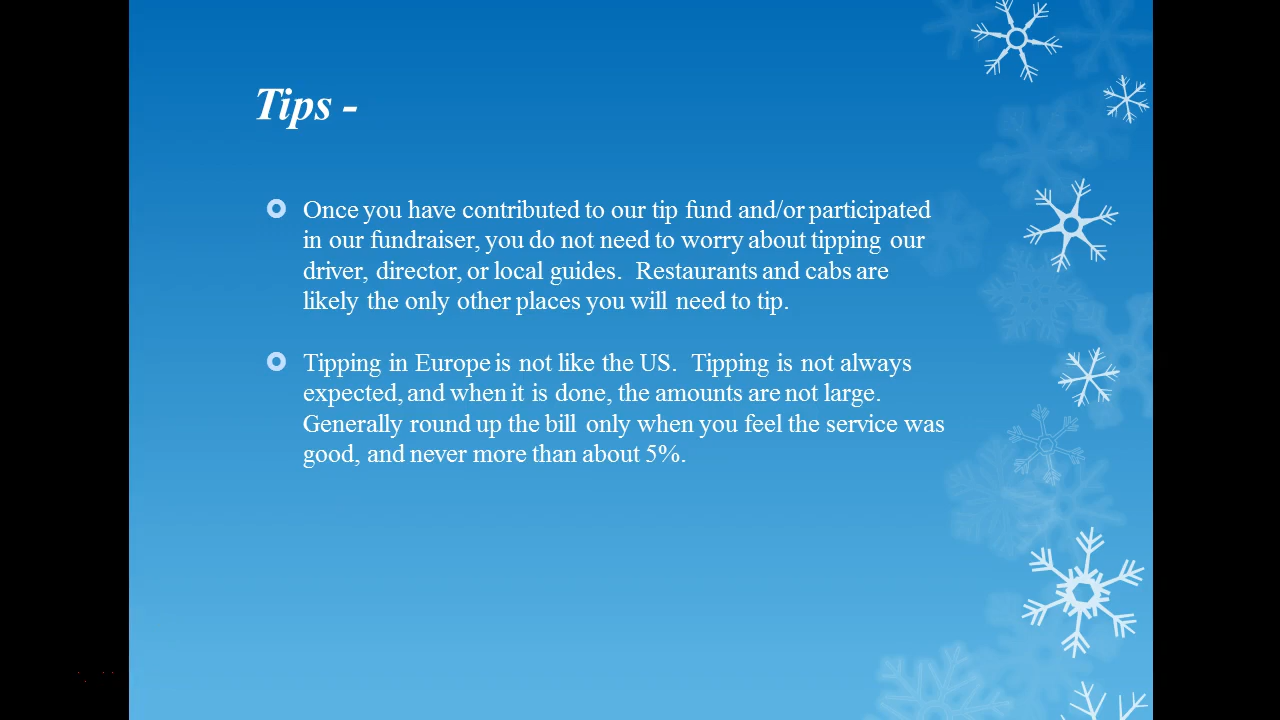 Tips -
Once you have contributed to our tip fund and/or participated
in our fundraiser, you do not need to worry about tipping our
driver, director, or local guides.  Restaurants and cabs are
likely the only other places you will need to tip.
Tipping in Europe is not like the US.  Tipping is not always
expected, and when it is done, the amounts are not large.
Generally round up the bill only when you feel the service was
good, and never more than about 5%.